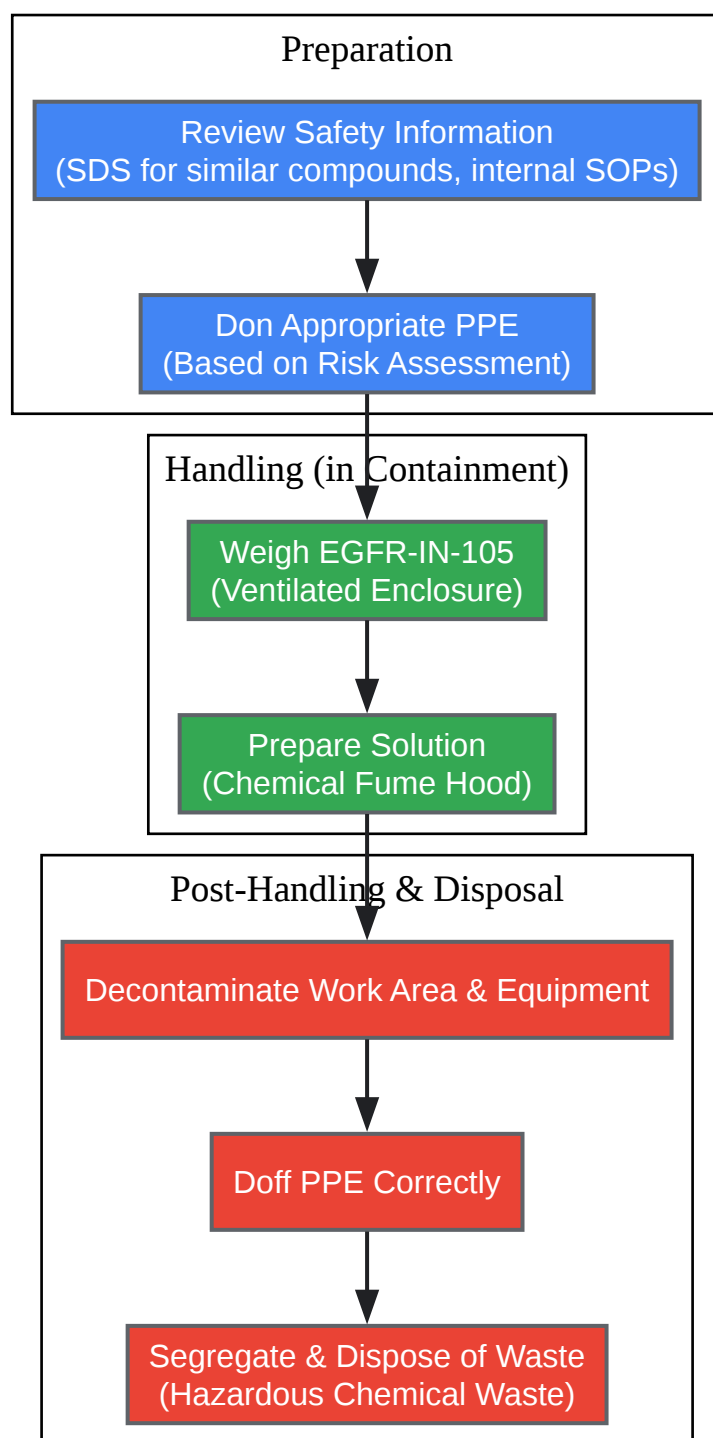 Preparation
Review Safety Information
(SDS for similar compounds, internal SOPs)
Don Appropriate PPE
(Based on Risk Assessment)
Handling (in Containment)
Weigh EGFR-IN-105
(Ventilated Enclosure)
Prepare Solution
(Chemical Fume Hood)
Post-Handling & Disposal
Decontaminate Work Area & Equipment
Doff PPE Correctly
Segregate & Dispose of Waste
(Hazardous Chemical Waste)